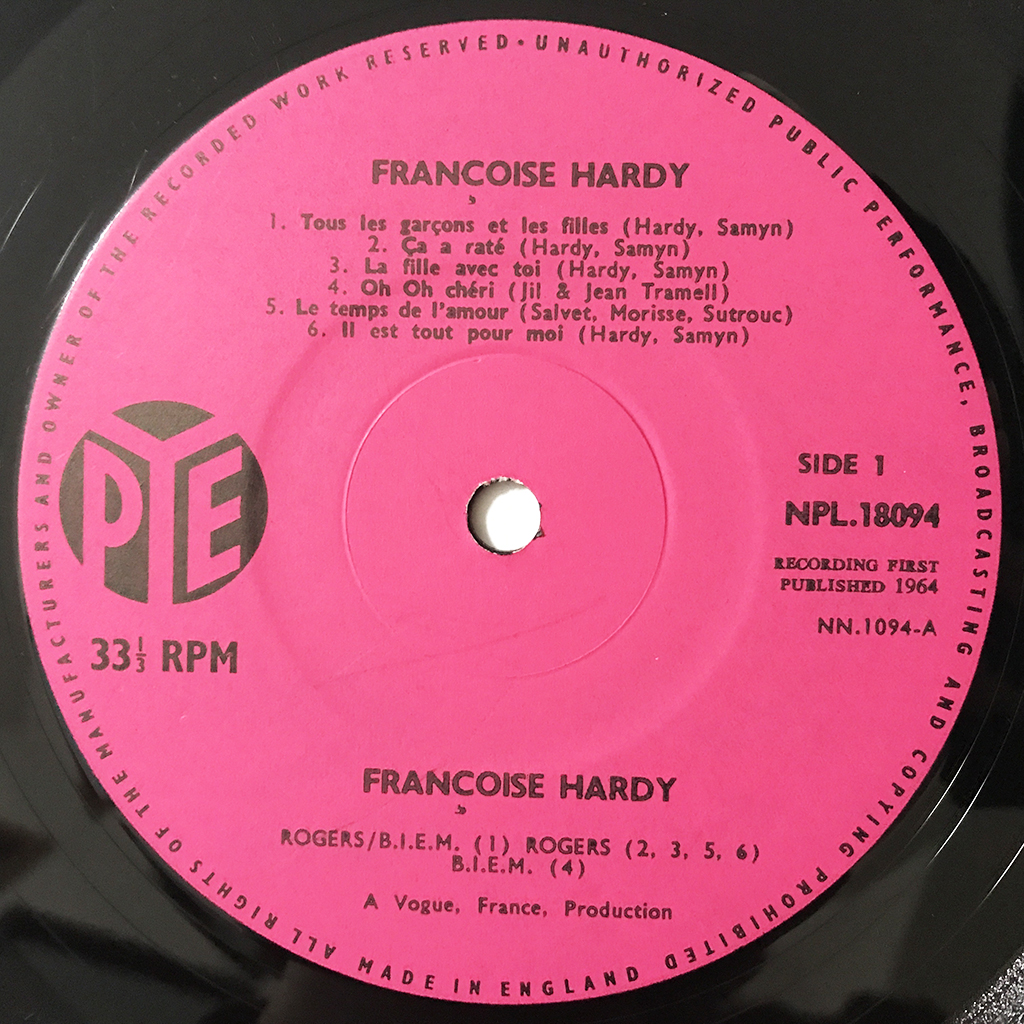 ALL RIGHTS OF THE MANUFACTURERS AND OWNER OF THE RECORDED WORK RESERVED • UNAUTHORIZED PUBLIC PERFORMANCE, BROADCASTING AND COPYING PROHIBITED
FRANÇOISE HARDY
1. Tous les garçons et les filles (Hardy, Samyn)
2. Ça a raté (Hardy, Samyn)
3. La fille avec toi (Hardy, Samyn)
4. Oh Oh chéri (Jil & Jean Tramell)
5. Le temps de l'amour (Salvet, Morisse, Sutrouc)
6. Il est tout pour moi (Hardy, Samyn)
PYE
33⅓ RPM
SIDE 1
NPL.18094
RECORDING FIRST
PUBLISHED 1964
NN.1094-A
FRANÇOISE HARDY
ROGERS/B.I.E.M. (1) ROGERS (2, 3, 5, 6)
B.I.E.M. (4)
A Vogue, France, Production
MADE IN ENGLAND